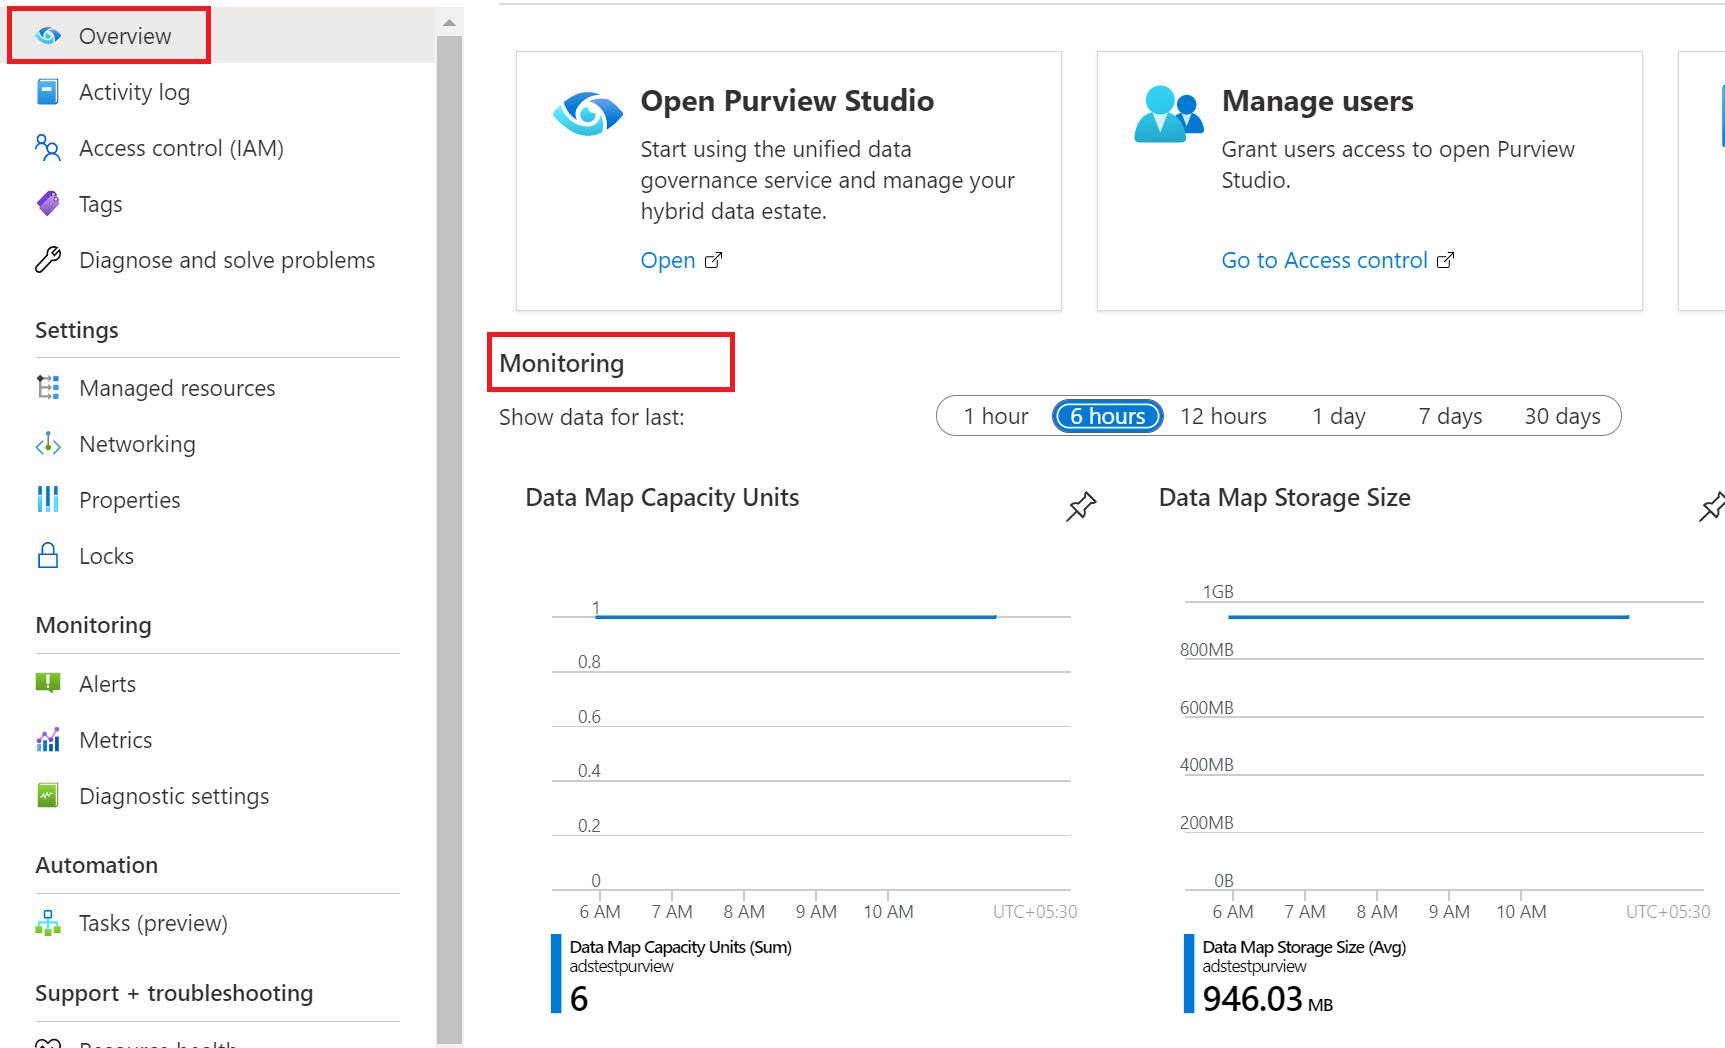 Overview
Activity log
Access control (IAM)
Tags
Diagnose and solve problems
Settings
Managed resources
Networking
Properties
Locks
Monitoring
Alerts
Metrics
Diagnostic settings
Automation
Tasks (preview)
Support + troubleshooting
Resource health
Open Purview Studio
Start using the unified data
governance service and manage your
hybrid data estate.
Open
Manage users
Grant users access to open Purview
Studio.
Go to Access control
Monitoring
Show data for last:
1 hour
6 hours
12 hours
1 day
7 days
30 days
Data Map Capacity Units
1
0.8
0.6
0.4
0.2
0
6 AM
7 AM
8 AM
9 AM
10 AM
UTC+05:30
Data Map Capacity Units (Sum)
adstestpurview
6
Data Map Storage Size
1GB
800MB
600MB
400MB
200MB
0B
6 AM
7 AM
8 AM
9 AM
10 AM
UTC+05:30
Data Map Storage Size (Avg)
adstestpurview
946.03 MB